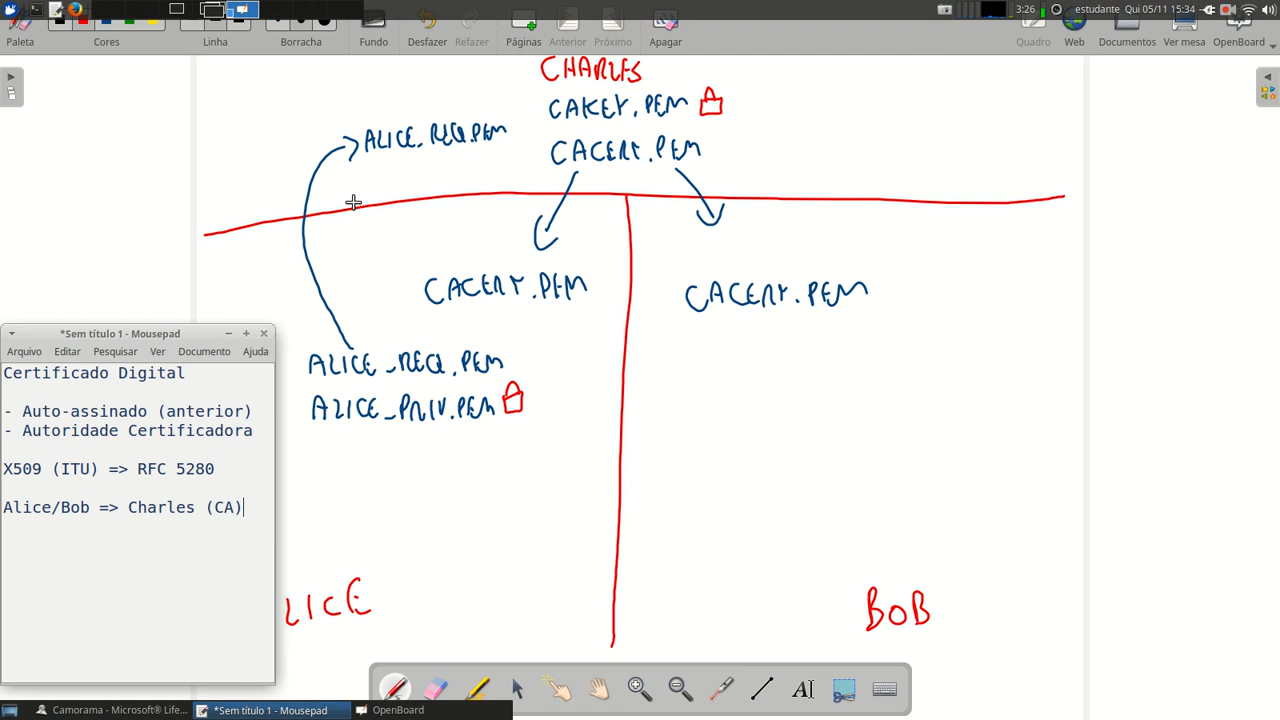 3:26 estudante Qui 05/11 15:34
Paleta Cores Linha Borracha Fundo Desfazer Refazer Páginas Anterior Próximo Apagar Quadro Web Documentos Ver mesa OpenBoard
CHARLES
CAKEY.PEM
ALICE_REQ.PEM
CACERT.PEM
CACERT.PEM
CACERT.PEM
ALICE_REQ.PEM
ALICE_PRIV.PEM
LICE
BOB
*Sem título 1 - Mousepad
Arquivo Editar Pesquisar Ver Documento Ajuda
Certificado Digital
- Auto-assinado (anterior)
- Autoridade Certificadora
X509 (ITU) => RFC 5280
Alice/Bob => Charles (CA)
Camorama - Microsoft® Life... *Sem título 1 - Mousepad OpenBoard